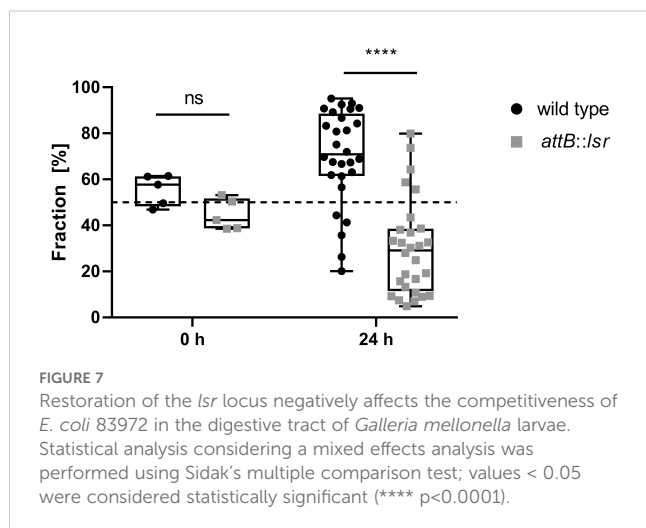 ****
100
ns
wild type
80
attB::lsr
60
Fraction [%]
40
20
0
0 h
24 h
FIGURE 7
Restoration of the lsr locus negatively affects the competitiveness of
E. coli 83972 in the digestive tract of Galleria mellonella larvae.
Statistical analysis considering a mixed effects analysis was
performed using Sidak’s multiple comparison test; values < 0.05
were considered statistically significant (**** p<0.0001).